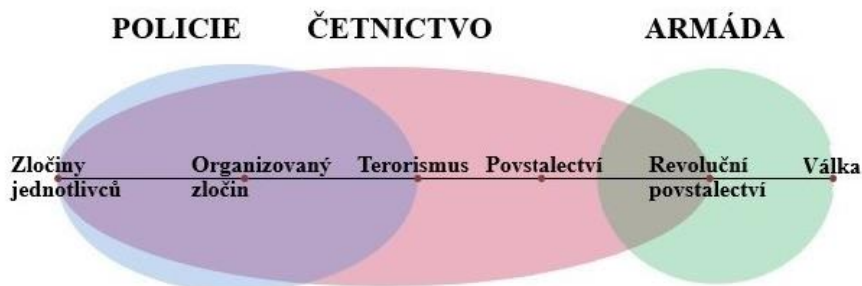 POLICIE ČETNICTVO ARMÁDA
Zločiny jednotlivců
Organizovaný zločin
Terorismus
Povstalectví
Revoluční povstalectví
Válka